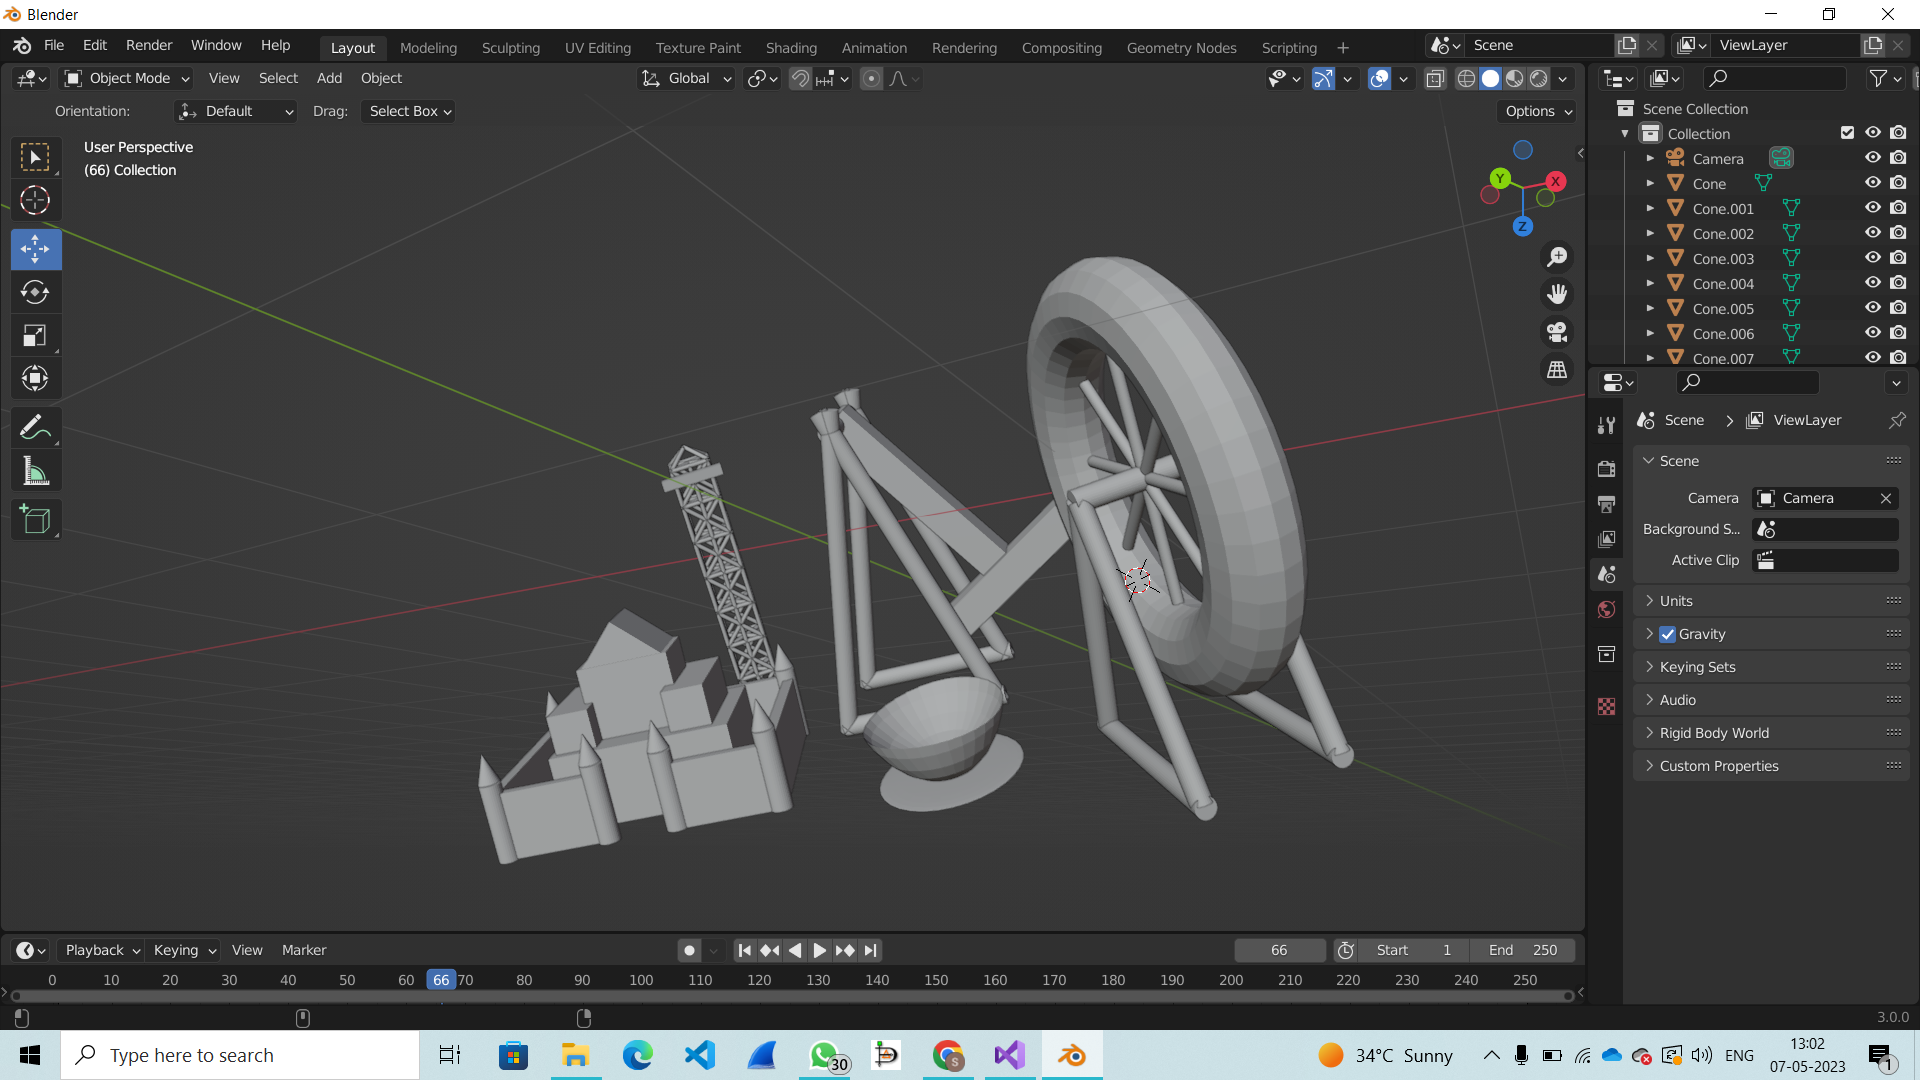 Blender
File Edit Render Window Help Layout Modeling Sculpting UV Editing Texture Paint Shading Animation Rendering Compositing Geometry Nodes Scripting + Scene ViewLayer
Object Mode View Select Add Object Global
Orientation: Default Drag: Select Box Options
User Perspective
(66) Collection
X
Y
Z
Scene Collection
Collection
Camera
Cone
Cone.001
Cone.002
Cone.003
Cone.004
Cone.005
Cone.006
Cone.007
Scene > ViewLayer
Scene
Camera Camera
Background S...
Active Clip
Units
Gravity
Keying Sets
Audio
Rigid Body World
Custom Properties
Playback Keying View Marker 66 Start 1 End 250
0 10 20 30 40 50 60 66 70 80 90 100 110 120 130 140 150 160 170 180 190 200 210 220 230 240 250
3.0.0
Type here to search 30 S 34°C Sunny ENG 13:02
07-05-2023 1